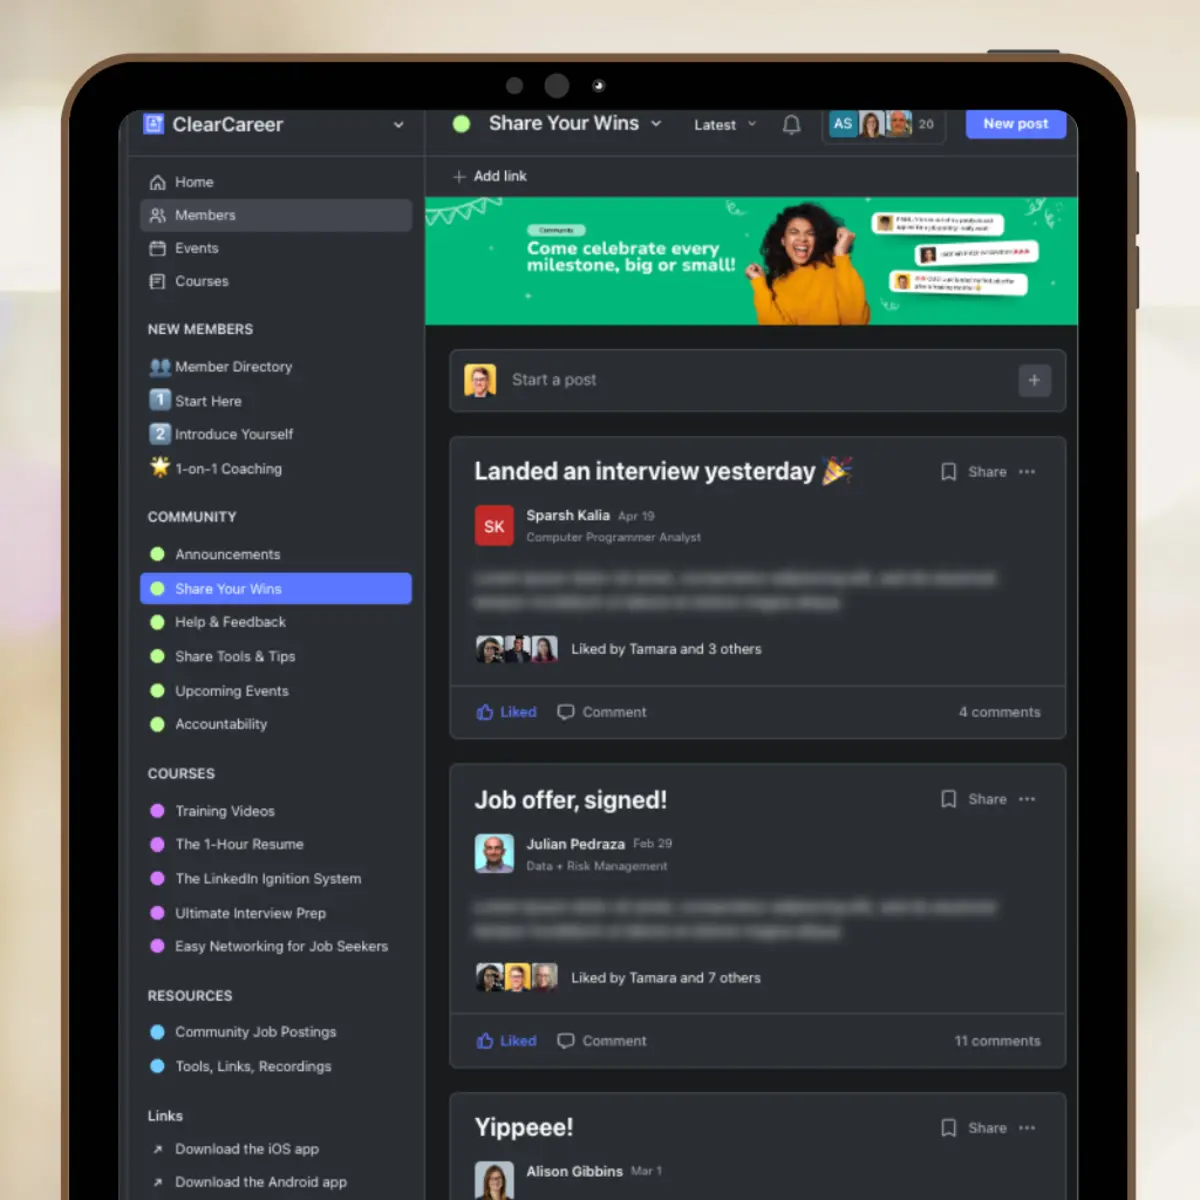 ClearCareer
Share Your Wins
Latest
AS
20
New post
Home
Members
Events
Courses
NEW MEMBERS
Member Directory
1 Start Here
2 Introduce Yourself
1-on-1 Coaching
COMMUNITY
Announcements
Share Your Wins
Help & Feedback
Share Tools & Tips
Upcoming Events
Accountability
COURSES
Training Videos
The 1-Hour Resume
The LinkedIn Ignition System
Ultimate Interview Prep
Easy Networking for Job Seekers
RESOURCES
Community Job Postings
Tools, Links, Recordings
Links
Download the iOS app
Download the Android app
Add link
Community
Come celebrate every
milestone, big or small!
Start a post
Landed an interview yesterday
Share
SK
Sparsh Kalia Apr 19
Computer Programmer Analyst
Liked by Tamara and 3 others
Liked
Comment
4 comments
Job offer, signed!
Share
Julian Pedraza Feb 29
Data + Risk Management
Liked by Tamara and 7 others
Liked
Comment
11 comments
Yippeee!
Share
Alison Gibbins Mar 1